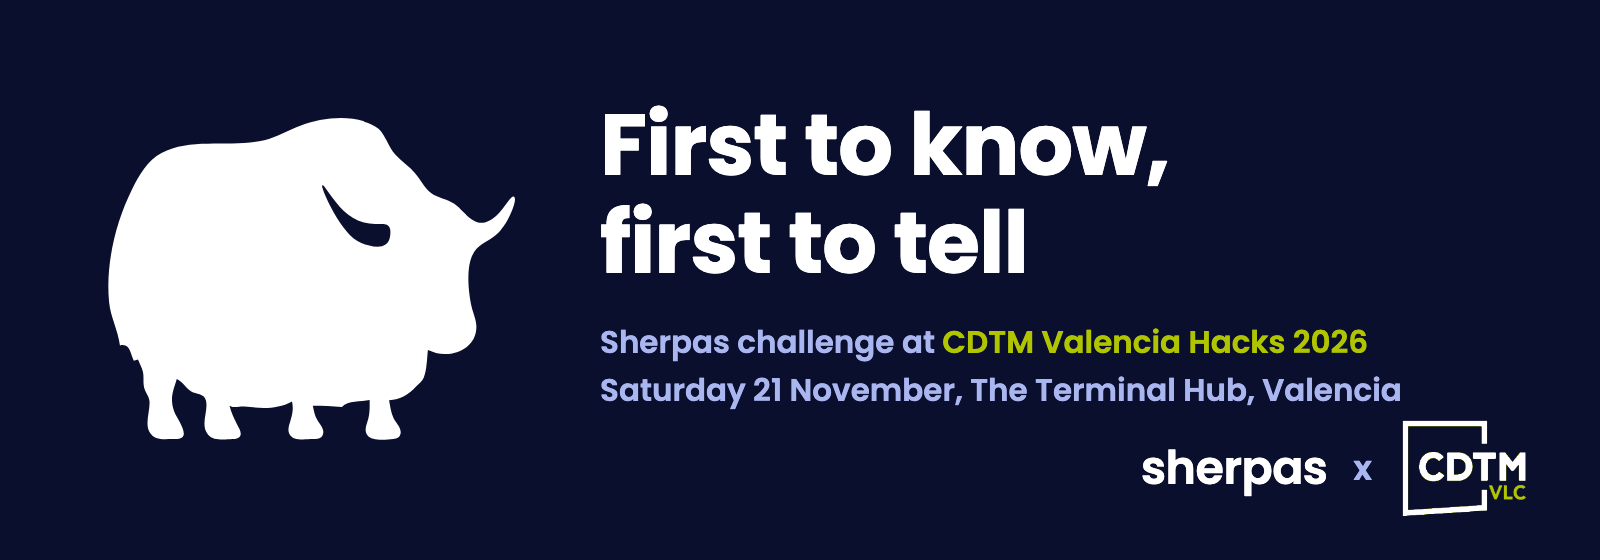 First to know,
first to tell
Sherpas challenge at CDTM Valencia Hacks 2026
Saturday 21 November, The Terminal Hub, Valencia
sherpas x CDTM
VLC